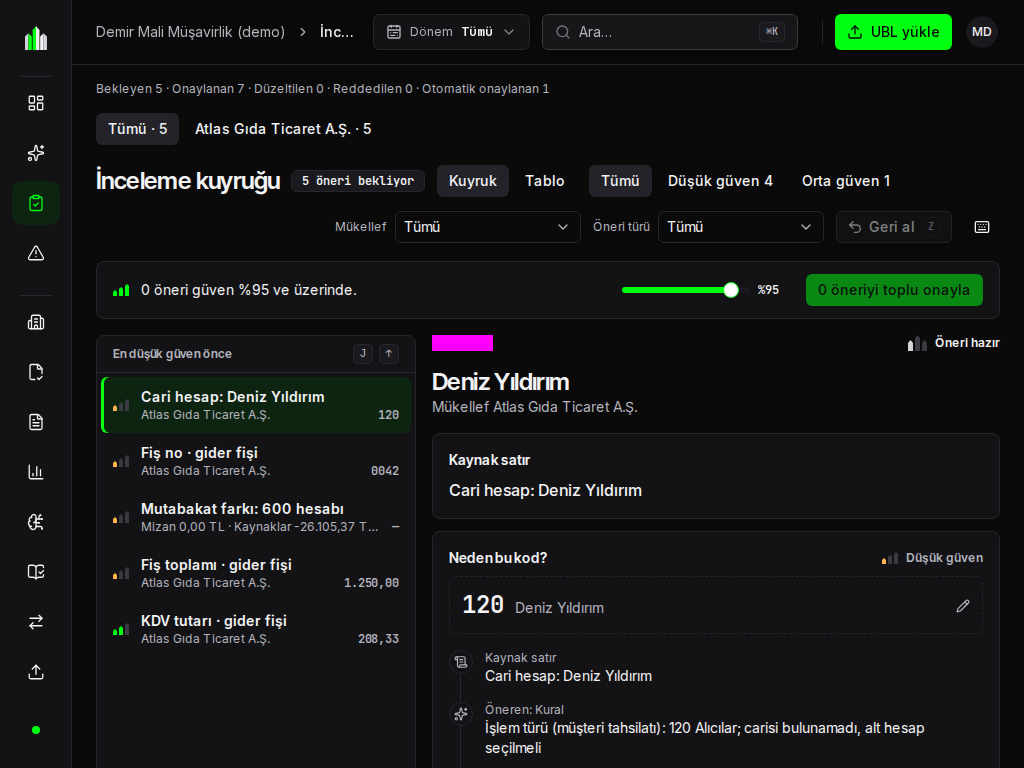 Demir Mali Müşavirlik (demo) › İnc…
Dönem Tümü
Ara…
⌘K
UBL yükle
MD
Bekleyen 5 · Onaylanan 7 · Düzeltilen 0 · Reddedilen 0 · Otomatik onaylanan 1
Tümü · 5
Atlas Gıda Ticaret A.Ş. · 5
İnceleme kuyruğu
5 öneri bekliyor
Kuyruk
Tablo
Tümü
Düşük güven 4
Orta güven 1
Mükellef
Tümü
Öneri türü
Tümü
Geri al Z
0 öneri güven %95 ve üzerinde.
%95
0 öneriyi toplu onayla
En düşük güven önce
J ↑
Cari hesap: Deniz Yıldırım
Atlas Gıda Ticaret A.Ş.
120
Fiş no · gider fişi
Atlas Gıda Ticaret A.Ş.
0042
Mutabakat farkı: 600 hesabı
Mizan 0,00 TL · Kaynaklar -26.105,37 T…
—
Fiş toplamı · gider fişi
Atlas Gıda Ticaret A.Ş.
1.250,00
KDV tutarı · gider fişi
Atlas Gıda Ticaret A.Ş.
208,33
Öneri hazır
Deniz Yıldırım
Mükellef Atlas Gıda Ticaret A.Ş.
Kaynak satır
Cari hesap: Deniz Yıldırım
Neden bu kod?
Düşük güven
120 Deniz Yıldırım
Kaynak satır
Cari hesap: Deniz Yıldırım
Öneren: Kural
İşlem türü (müşteri tahsilatı): 120 Alıcılar; carisi bulunamadı, alt hesap
seçilmeli